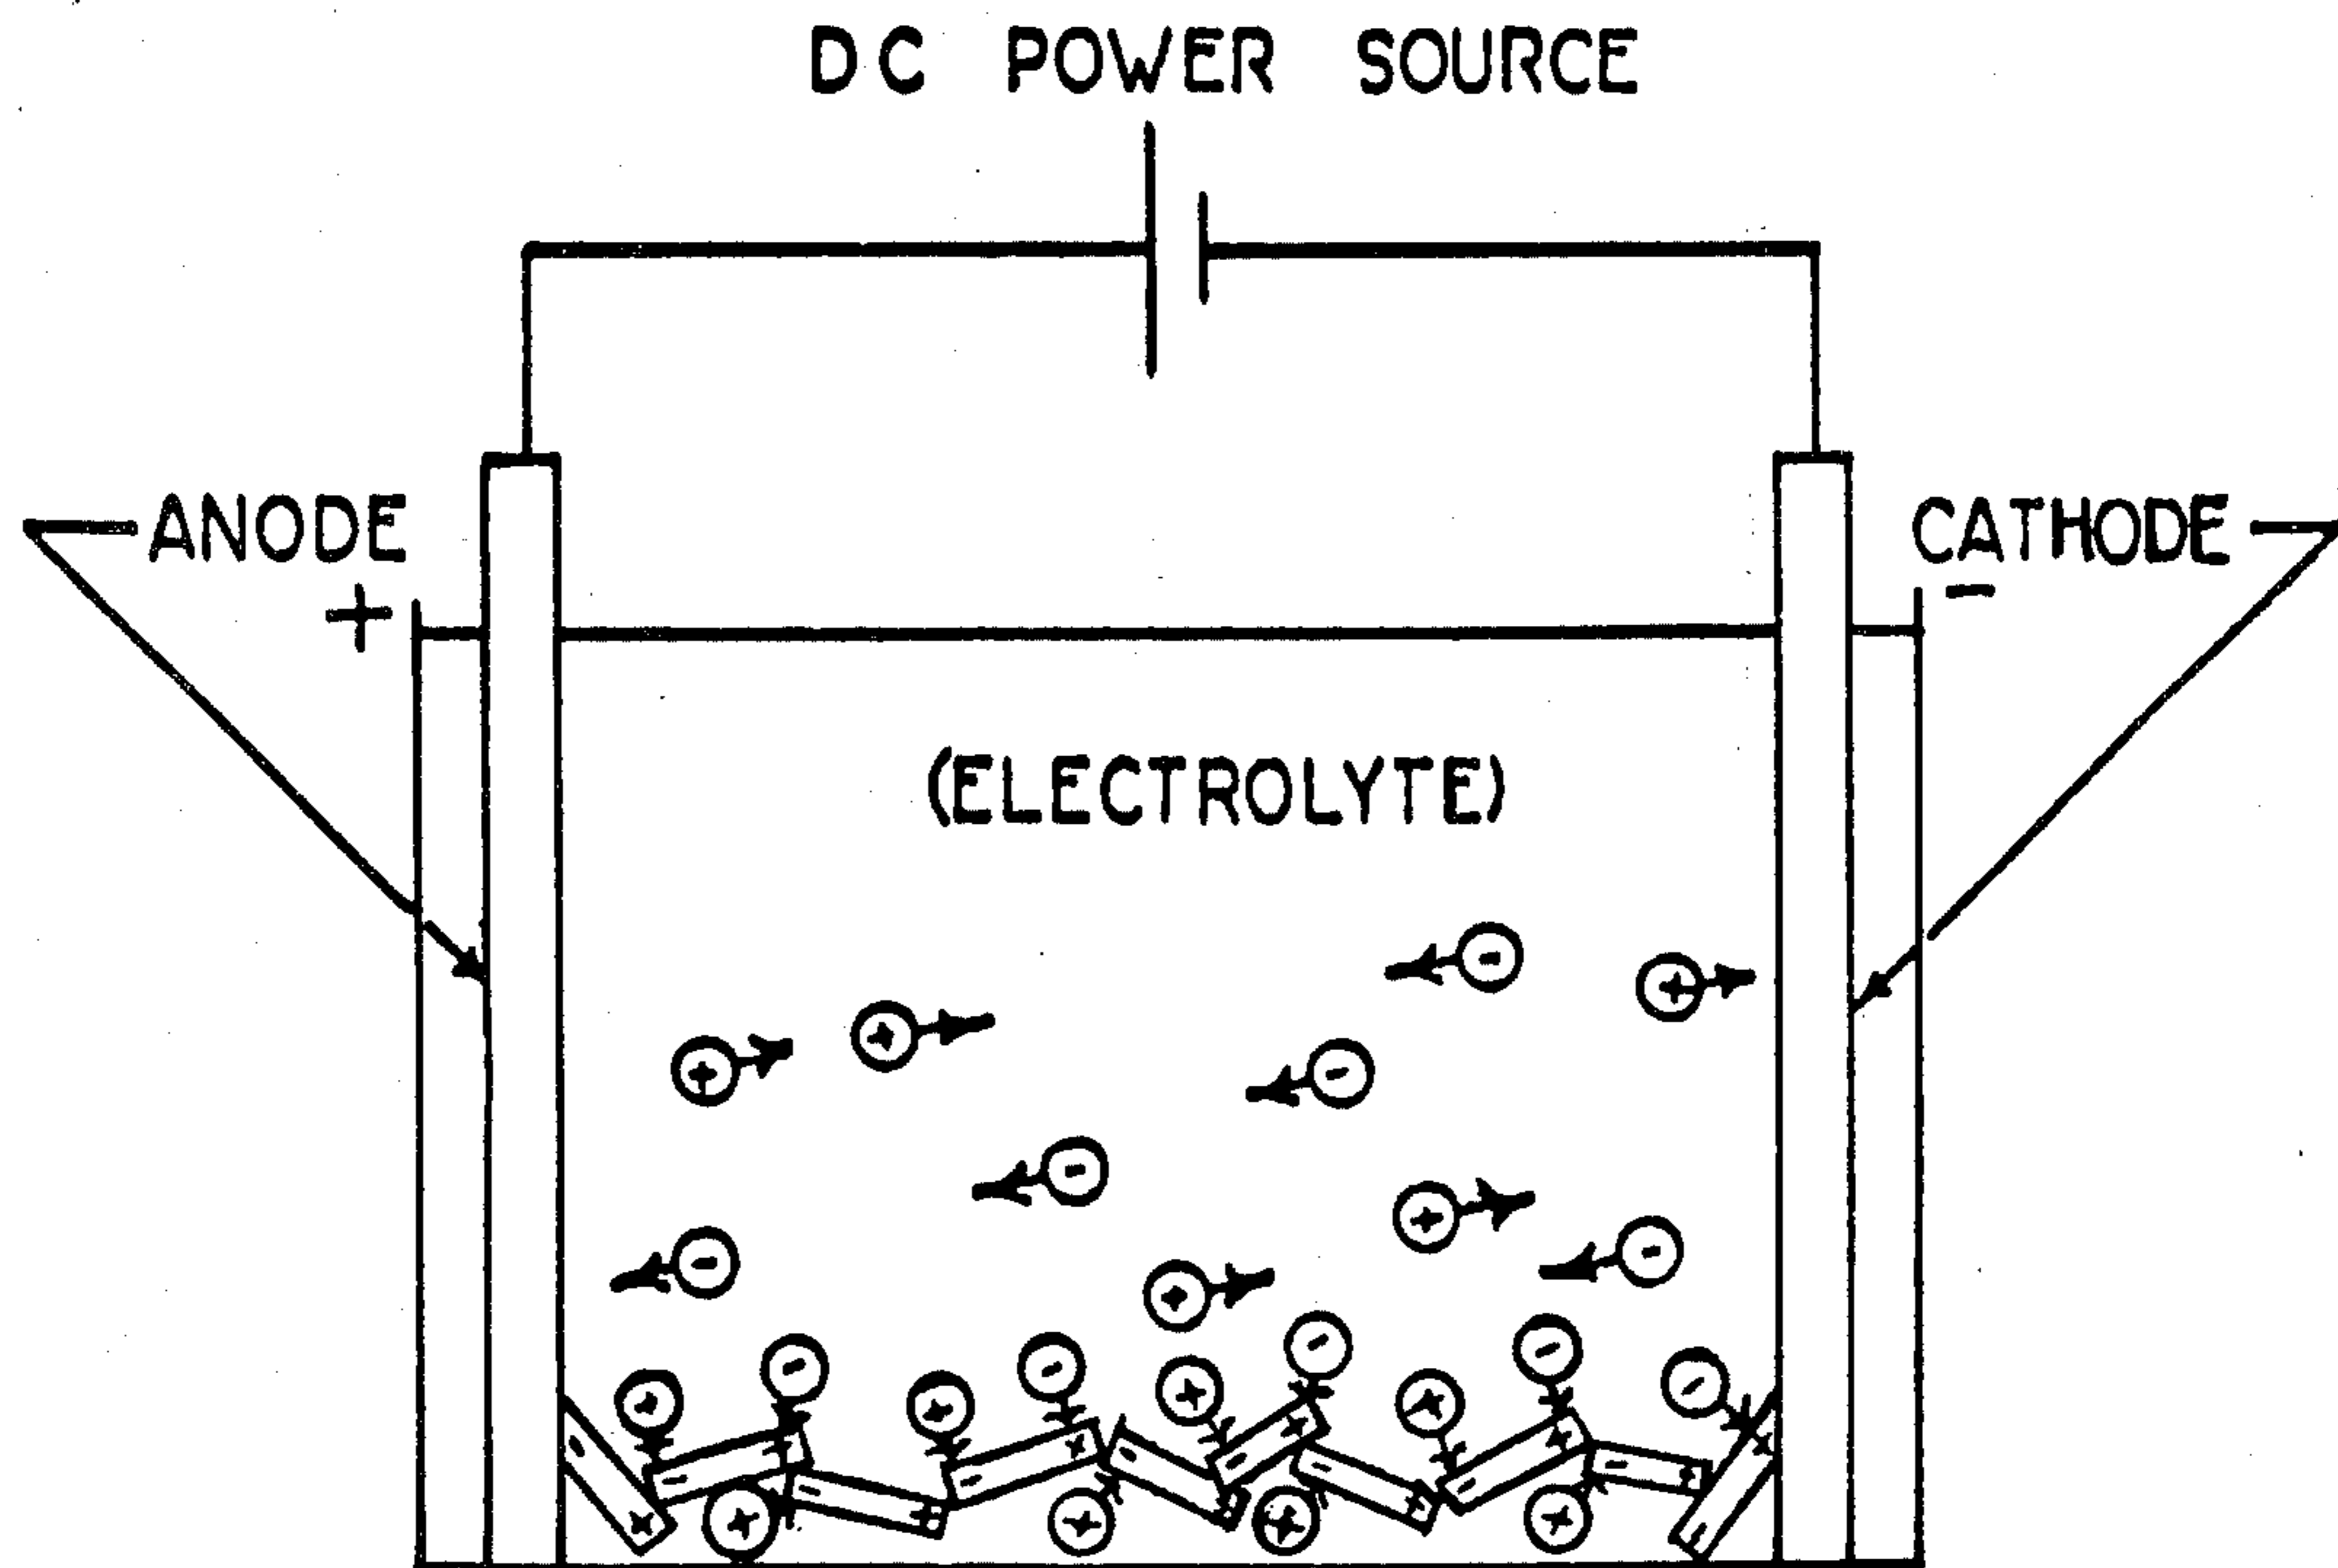 DC POWER SOURCE
ANODE
CATHODE
+
-
(ELECTROLYTE)